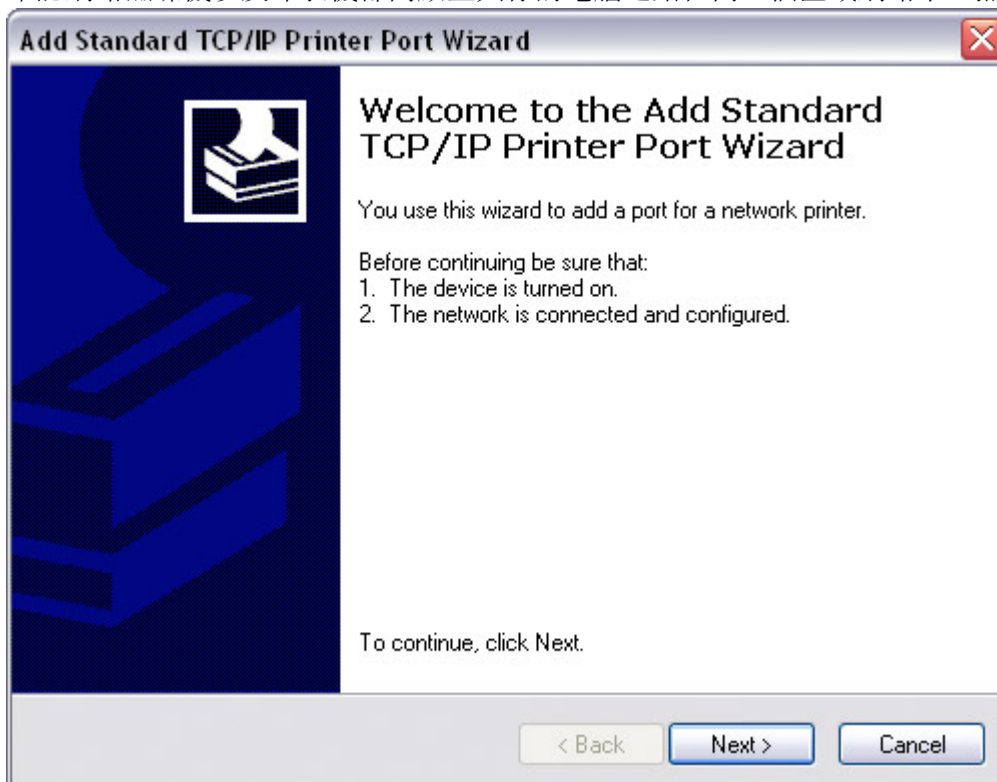 Add Standard TCP/IP Printer Port Wizard
Welcome to the Add Standard
TCP/IP Printer Port Wizard
You use this wizard to add a port for a network printer.
Before continuing be sure that:
1. The device is turned on.
2. The network is connected and configured.
To continue, click Next.
< Back
Next >
Cancel